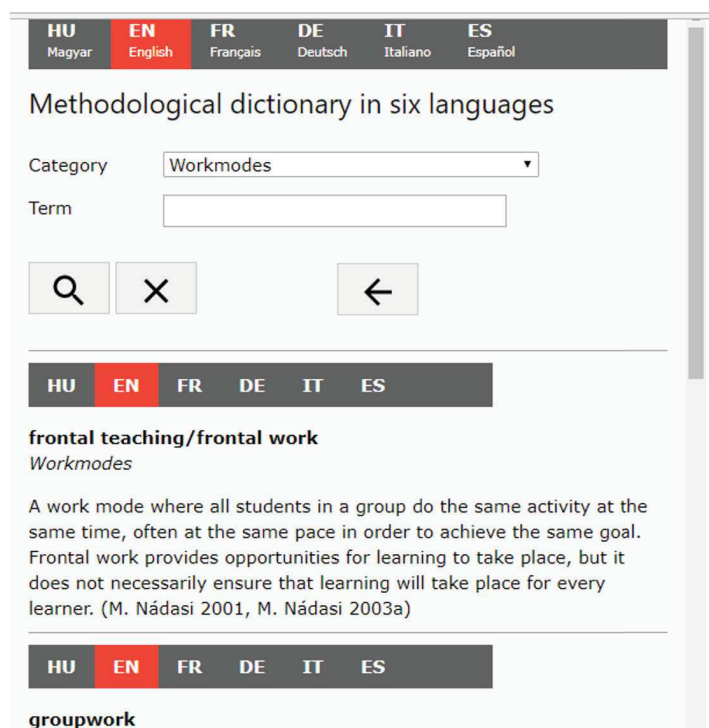 HU EN FR DE IT ES
Magyar English Français Deutsch Italiano Español
Methodological dictionary in six languages
Category Workmodes
Term
HU EN FR DE IT ES
frontal teaching/frontal work
Workmodes
A work mode where all students in a group do the same activity at the
same time, often at the same pace in order to achieve the same goal.
Frontal work provides opportunities for learning to take place, but it
does not necessarily ensure that learning will take place for every
learner. (M. Nádasi 2001, M. Nádasi 2003a)
HU EN FR DE IT ES
groupwork